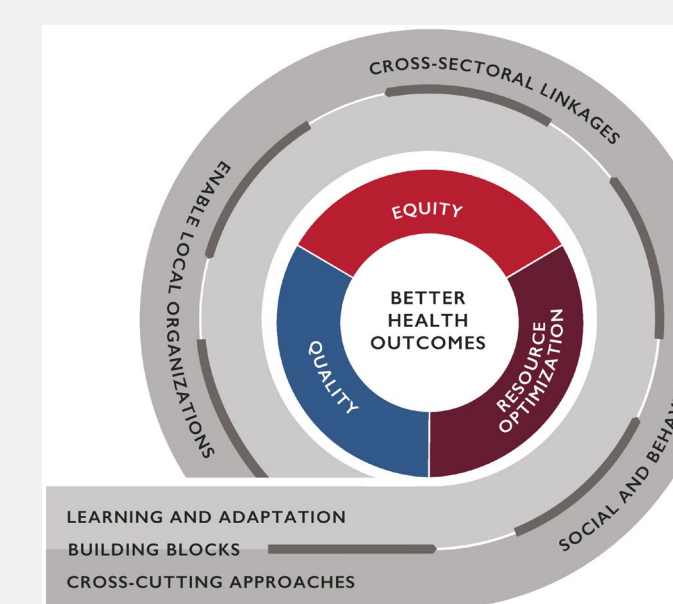 CROSS-SECTORAL LINKAGES
ENABLE LOCAL ORGANIZATIONS
EQUITY
BETTER
HEALTH
OUTCOMES
QUALITY
RESOURCE
OPTIMIZATION
SOCIAL AND
LEARNING AND ADAPTATION
BUILDING BLOCKS
CROSS-CUTTING APPROACHES